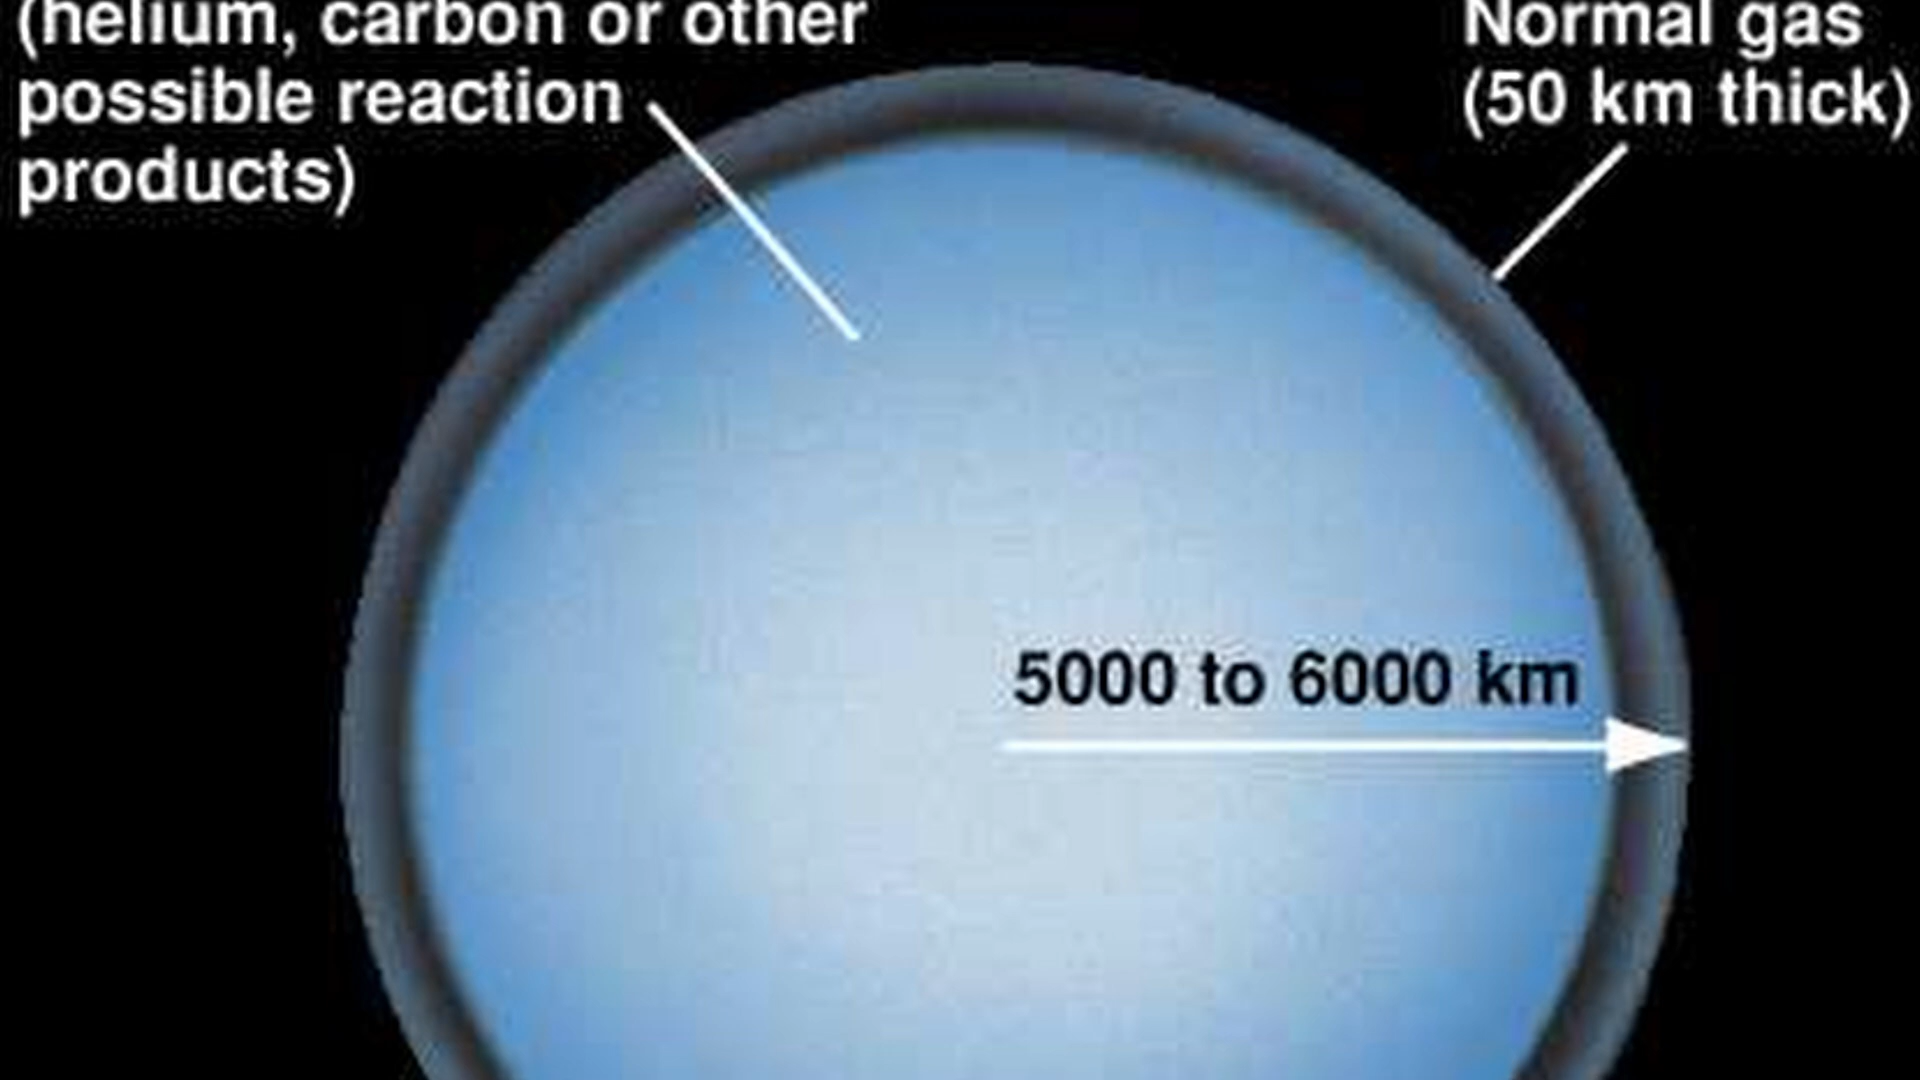 (helium, carbon or other
possible reaction
products)
Normal gas
(50 km thick)
5000 to 6000 km